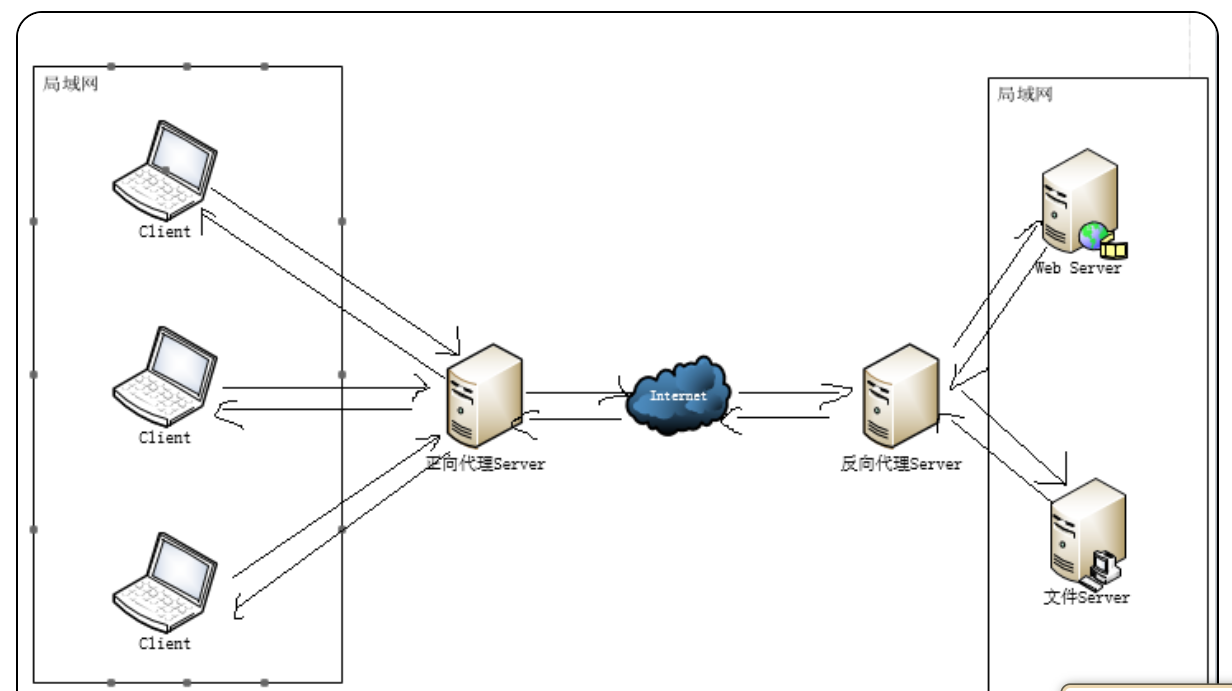 局域网
局域网
Client
Web Server
Client
Internet
正向代理Server
反向代理Server
文件Server
Client